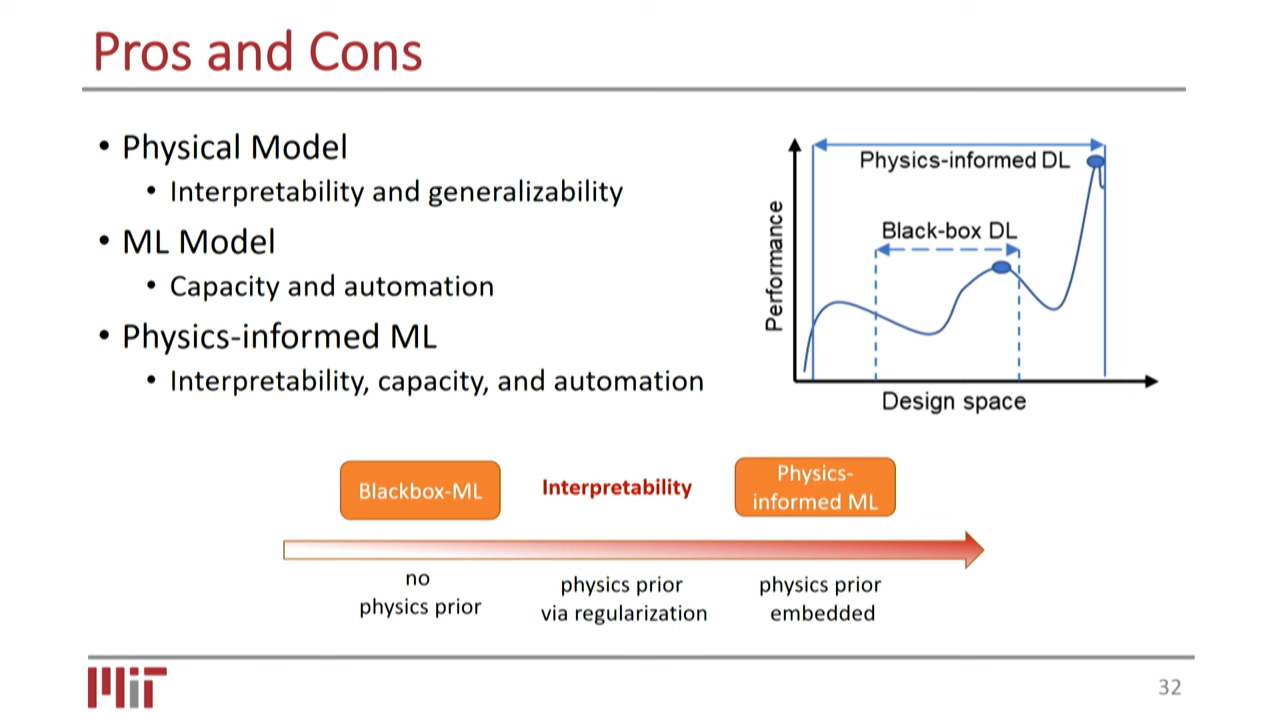 Pros and Cons
• Physical Model
• Interpretability and generalizability
• ML Model
• Capacity and automation
• Physics-informed ML
• Interpretability, capacity, and automation
Physics-informed DL
Black-box DL
Performance
Design space
Blackbox-ML
Interpretability
Physics-
informed ML
no
physics prior
physics prior
via regularization
physics prior
embedded
MIT
32